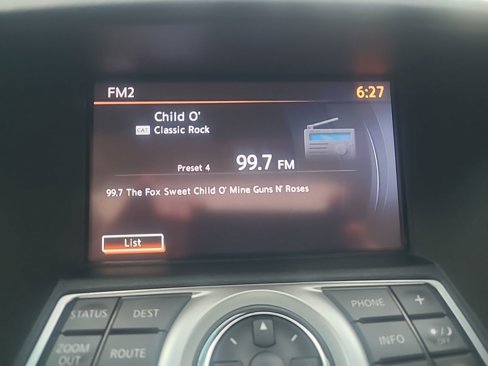 FM2 6:27
Child O'
CAT Classic Rock
Preset 4 99.7 FM
99.7 The Fox Sweet Child O' Mine Guns N' Roses
List
STATUS DEST PHONE +
ZOOM OUT ROUTE INFO